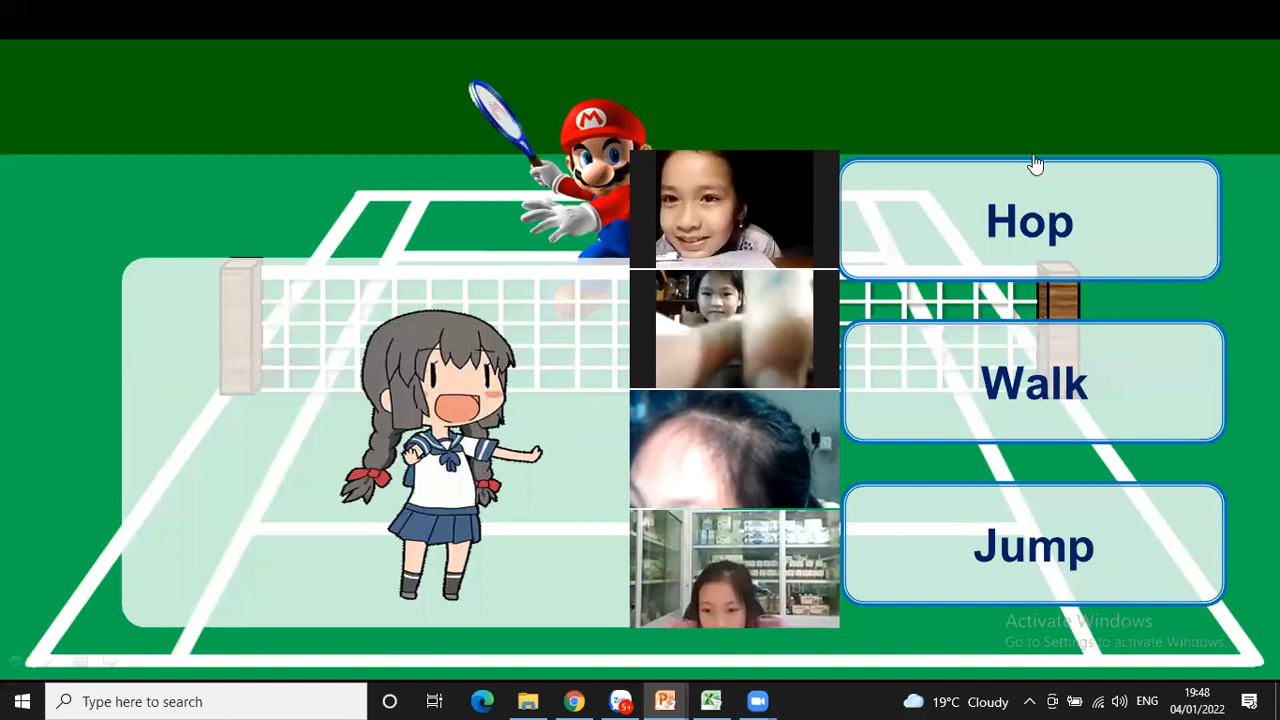 M
Hop
Walk
Jump
Activate Windows
Go to Settings to activate Windows.
Type here to search
5+
19°C Cloudy
ENG
19:48
04/01/2022